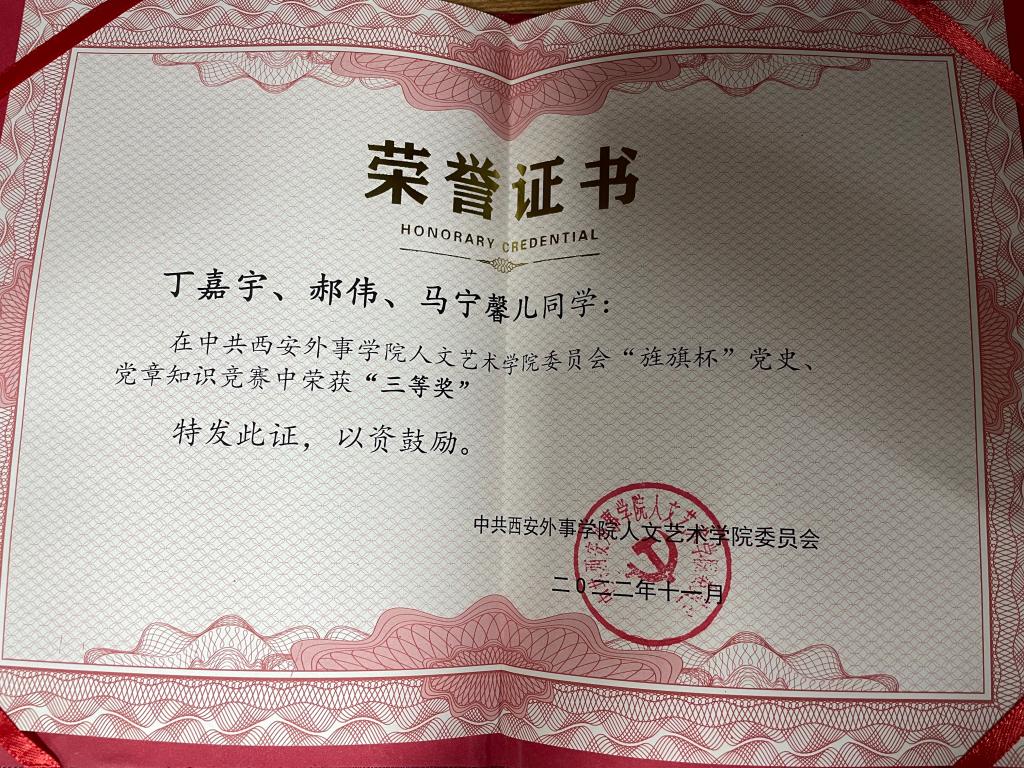 荣誉证书
HONORARY CREDENTIAL
丁嘉宇、郝伟、马宁馨儿同学:
在中共西安外事学院人文艺术学院委员会“旌旗杯”党史、
党章知识竞赛中荣获“三等奖”
特发此证,以资鼓励。
中共西安外事学院人文艺术学院委员会
二0二二年十一月